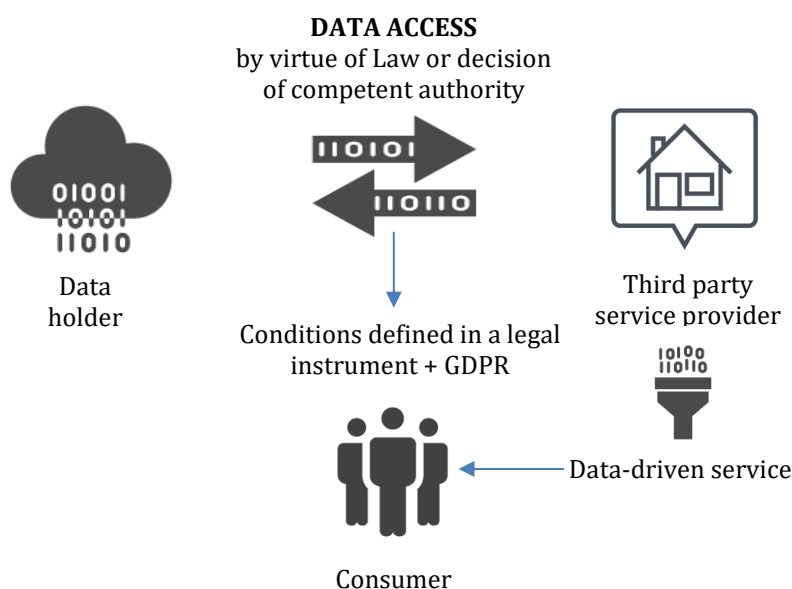 DATA ACCESS
by virtue of Law or decision
of competent authority
110101
110110
01001
10101
11010
Data
holder
Third party
service provider
Conditions defined in a legal
instrument + GDPR
10100
110110
Data-driven service
Consumer